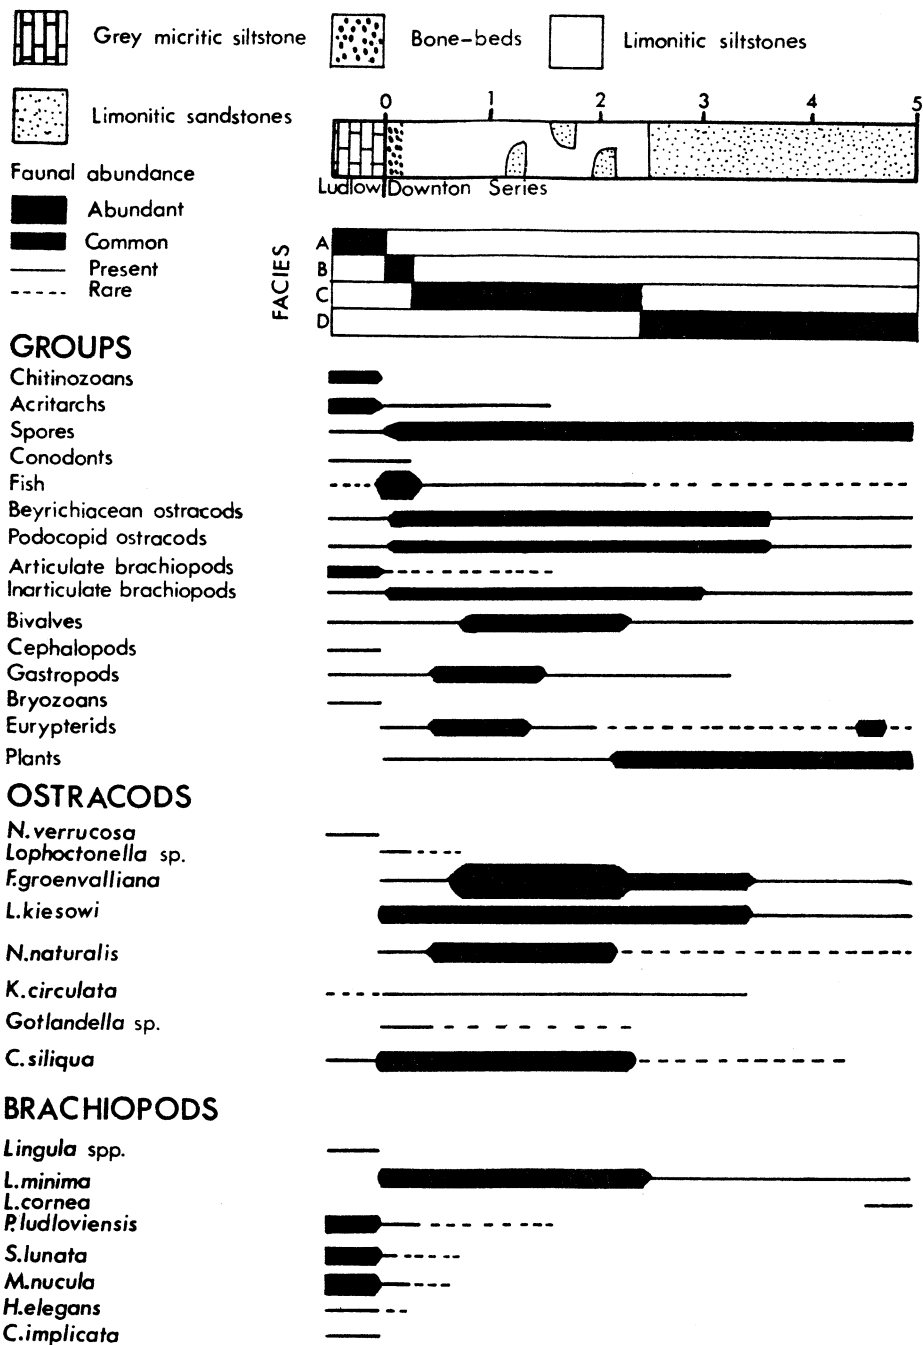 Grey micritic siltstone
Bone-beds
Limonitic siltstones
Limonitic sandstones
0 1 2 3 4 5
Faunal abundance
Ludlow Downton Series
Abundant
Common
Present
Rare
FACIES
A
B
C
D
GROUPS
Chitinozoans
Acritarchs
Spores
Conodonts
Fish
Beyrichiacean ostracods
Podocopid ostracods
Articulate brachiopods
Inarticulate brachiopods
Bivalves
Cephalopods
Gastropods
Bryozoans
Eurypterids
Plants
OSTRACODS
N.verrucosa
Lophoctonella sp.
F.groenvalliana
L.kiesowi
N.naturalis
K.circulata
Gotlandella sp.
C.siliqua
BRACHIOPODS
Lingula spp.
L.minima
L.cornea
P.ludloviensis
S.lunata
M.nucula
H.elegans
C.implicata